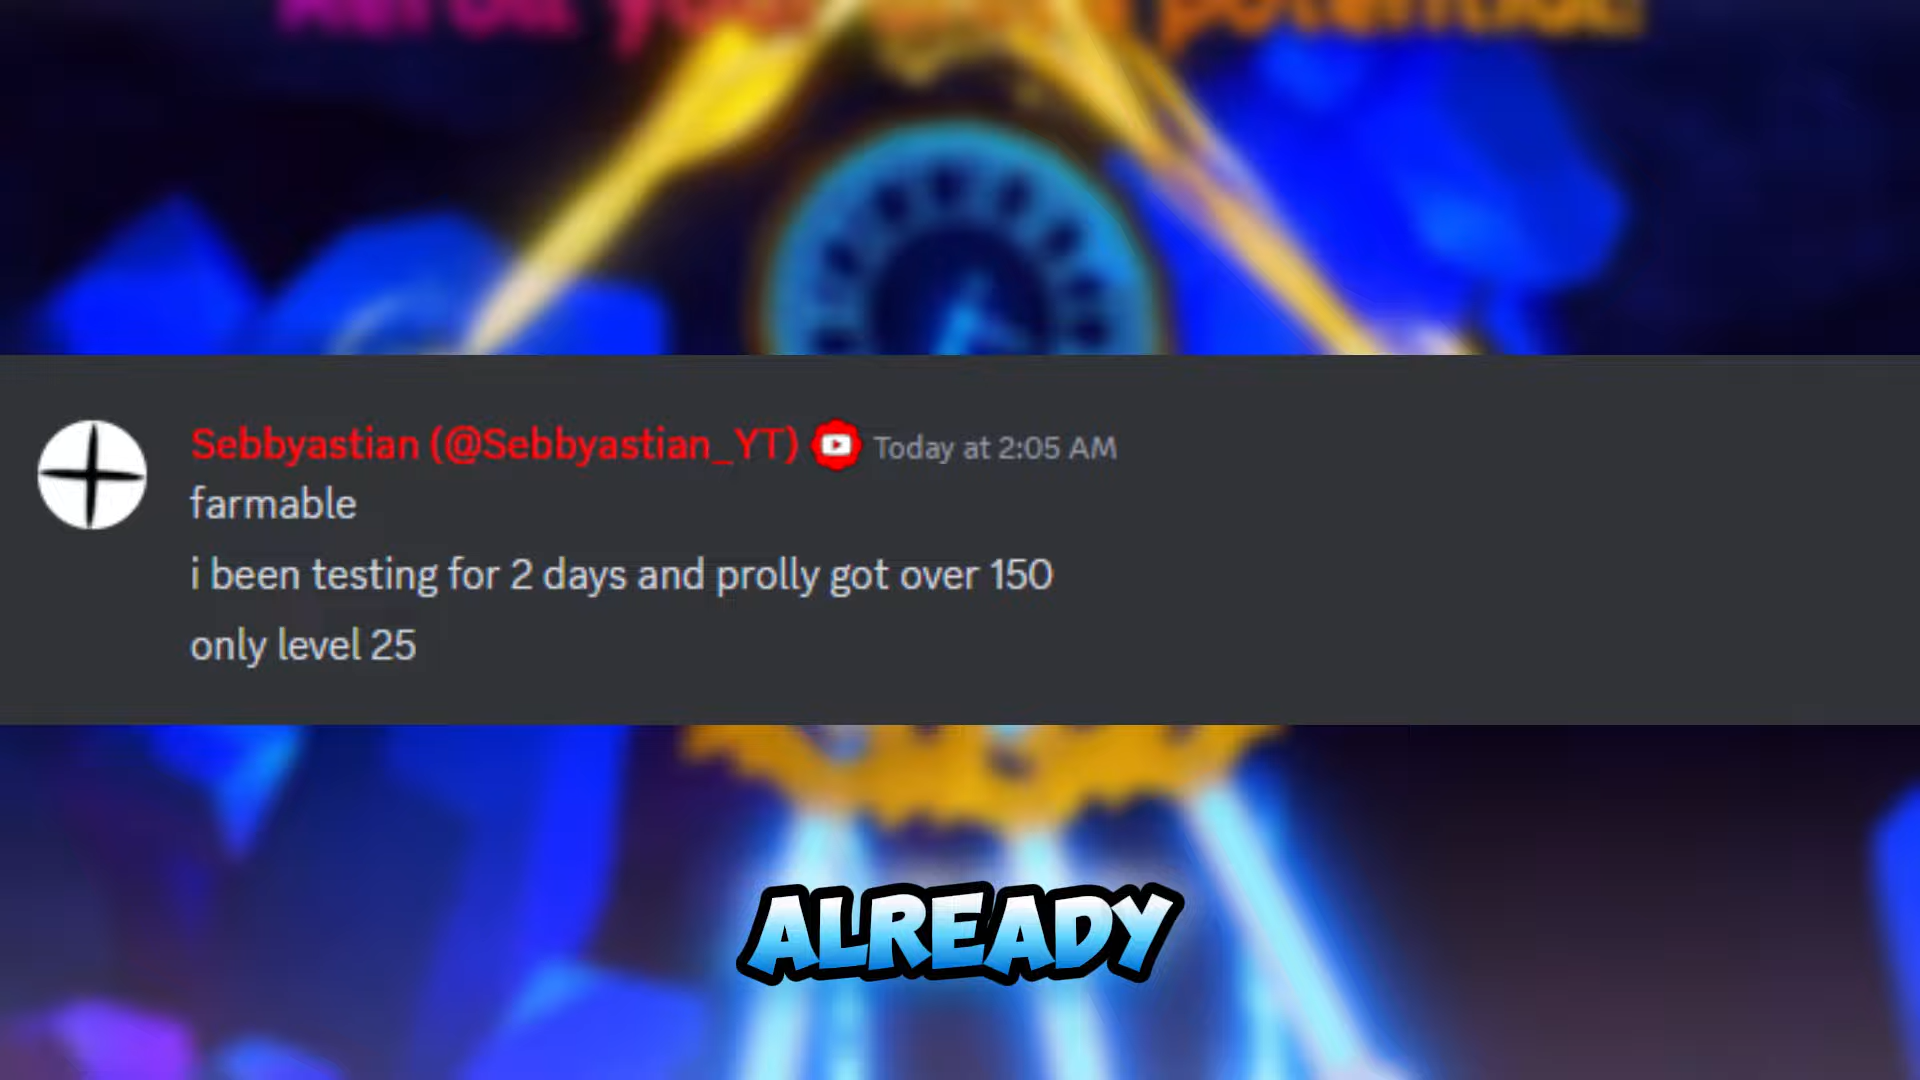 potential!
Sebbyastian (@Sebbyastian_YT) Today at 2:05 AM
farmable
i been testing for 2 days and prolly got over 150
only level 25
ALREADY